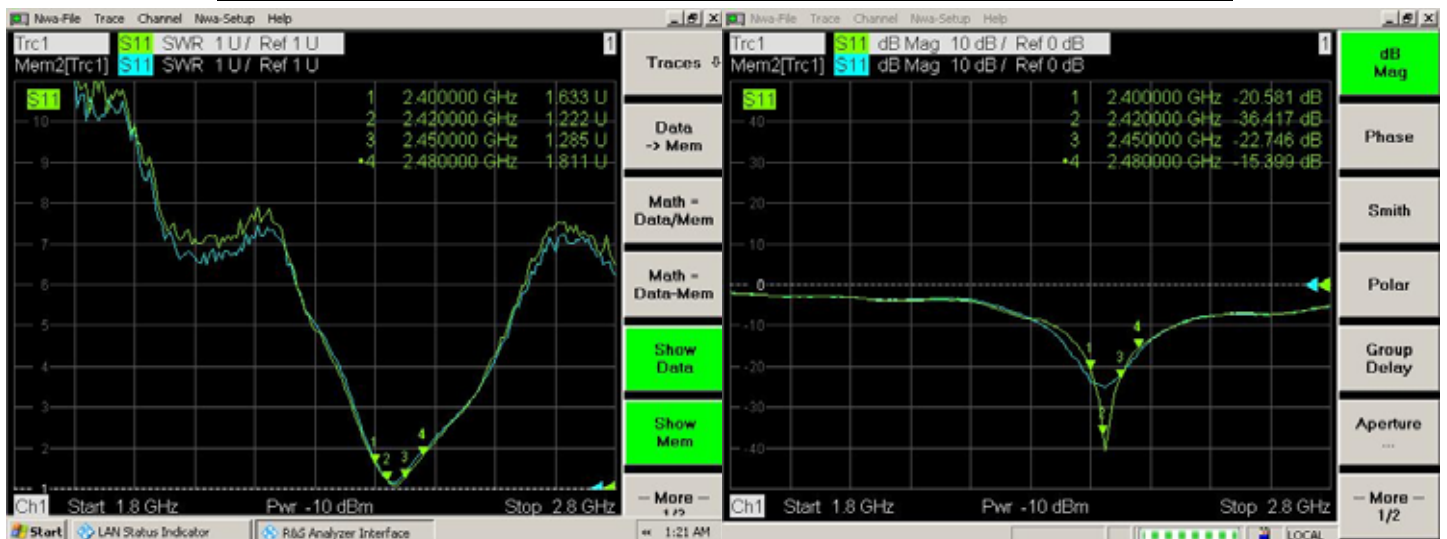 Nwa-File Trace Channel Nwa-Setup Help
Trc1 S11 SWR 1 U / Ref 1 U 1
Mem2[Trc1] S11 SWR 1 U / Ref 1 U
S11
1 2.400000 GHz 1.633 U
2 2.420000 GHz 1.222 U
3 2.450000 GHz 1.285 U
•4 2.480000 GHz 1.811 U
10
9
8
7
6
5
4
3
2
1
1 2 3 4
Ch1 Start 1.8 GHz Pwr -10 dBm Stop 2.8 GHz
Traces
Data
-> Mem
Math =
Data/Mem
Math =
Data-Mem
Show
Data
Show
Mem
— More —
1/2
Start LAN Status Indicator R&S Analyzer Interface « 1:21 AM
Nwa-File Trace Channel Nwa-Setup Help
Trc1 S11 dB Mag 10 dB / Ref 0 dB 1
Mem2[Trc1] S11 dB Mag 10 dB / Ref 0 dB
S11
1 2.400000 GHz -20.581 dB
2 2.420000 GHz -36.417 dB
3 2.450000 GHz -22.746 dB
•4 2.480000 GHz -15.399 dB
40
30
20
10
0
-10
-20
-30
-40
1 2 3 4
Ch1 Start 1.8 GHz Pwr -10 dBm Stop 2.8 GHz
dB
Mag
Phase
Smith
Polar
Group
Delay
Aperture
...
— More —
1/2
LOCAL